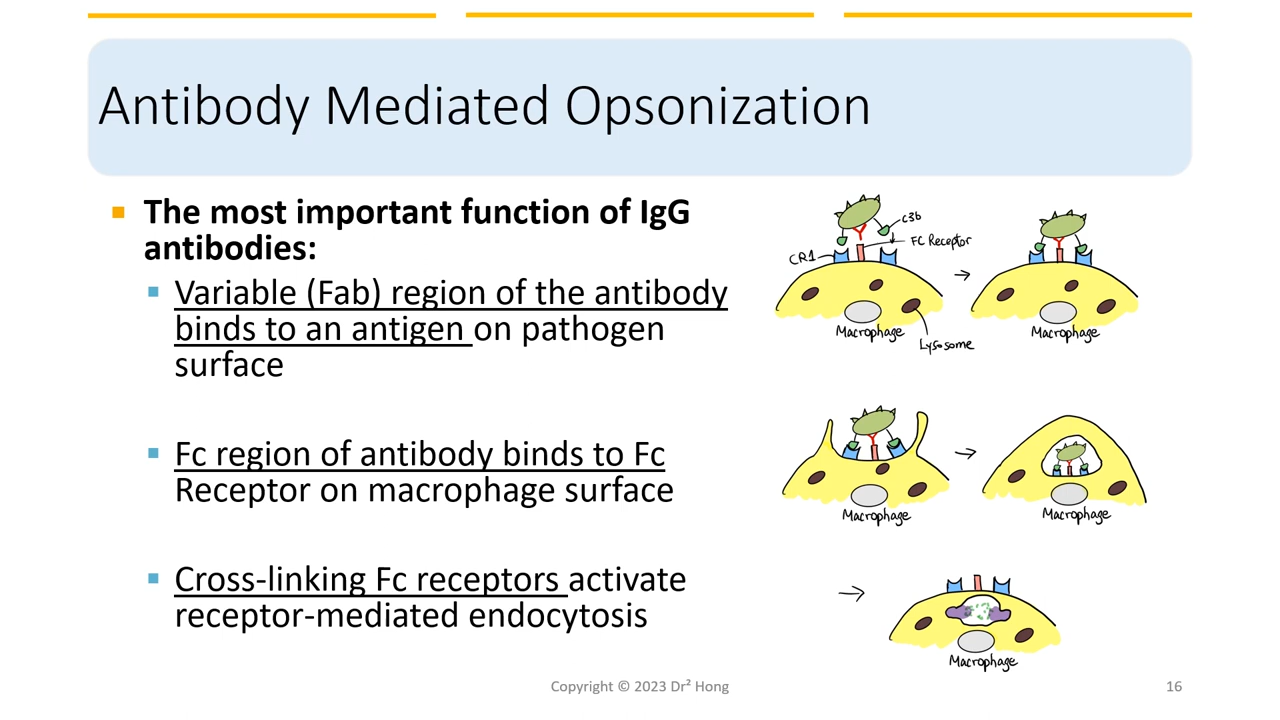 Antibody Mediated Opsonization
The most important function of IgG
antibodies:
Variable (Fab) region of the antibody
binds to an antigen on pathogen
surface
Fc region of antibody binds to Fc
Receptor on macrophage surface
Cross-linking Fc receptors activate
receptor-mediated endocytosis
C3b
FC Receptor
CR1
Macrophage
Lysosome
Macrophage
Macrophage
Macrophage
Macrophage
Copyright © 2023 Dr² Hong
16